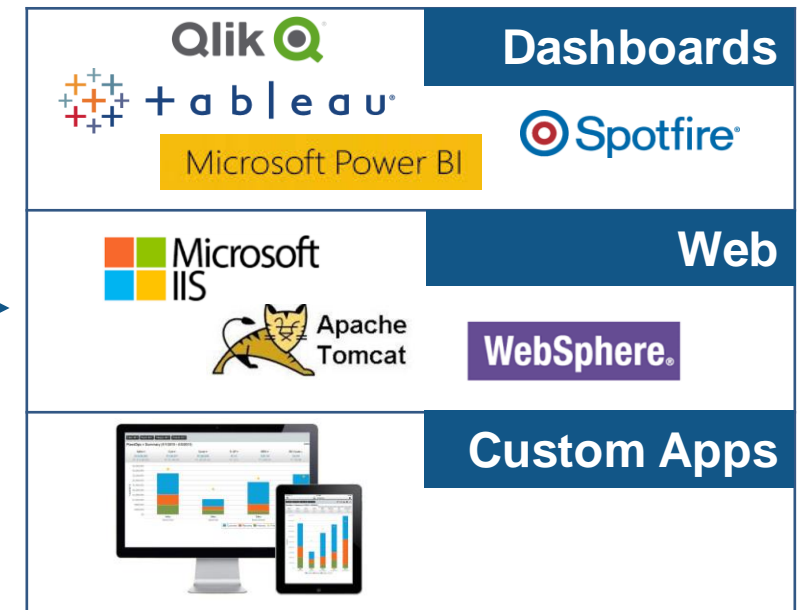 Qlik
Dashboards
+ a b l e a u
Spotfire
Microsoft Power BI
Web
Microsoft
IIS
Apache
Tomcat
WebSphere.
Custom Apps